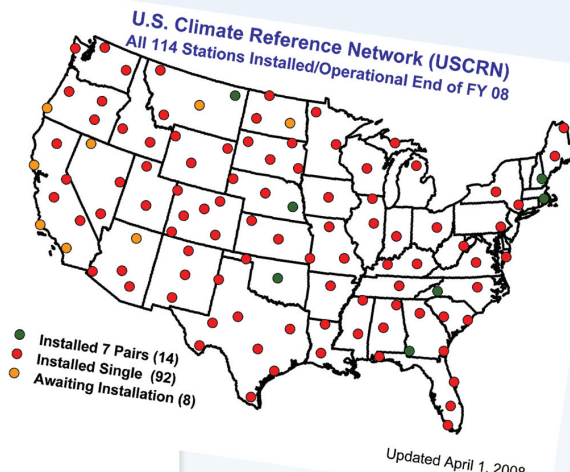 U.S. Climate Reference Network (USCRN)
All 114 Stations Installed/Operational End of FY 08
Installed 7 Pairs (14)
Installed Single (92)
Awaiting Installation (8)
Updated April 1, 2008